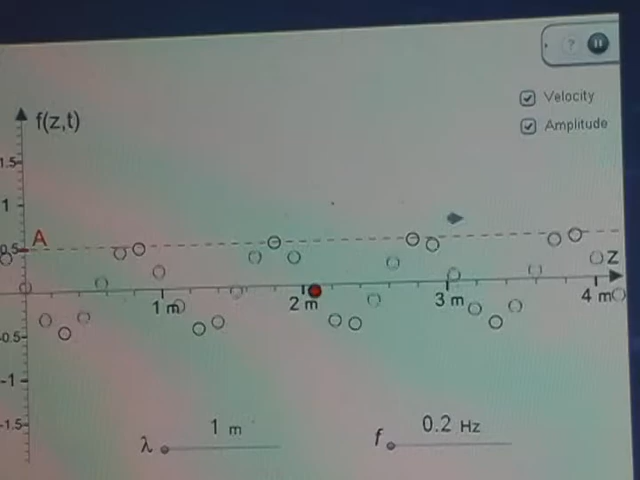 ?
Velocity
Amplitude
f(z,t)
1.5
1
0.5
A
z
1 m
2 m
3 m
4 m
-0.5
-1
-1.5
λ
1 m
f
0.2 Hz